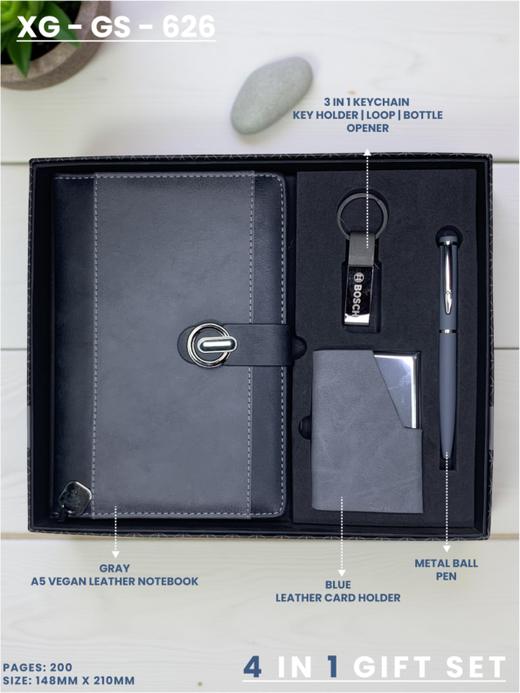 XG - GS - 626
3 IN 1 KEYCHAIN
KEY HOLDER | LOOP | BOTTLE
OPENER
BOSCH
GRAY
A5 VEGAN LEATHER NOTEBOOK
BLUE
LEATHER CARD HOLDER
METAL BALL
PEN
PAGES: 200
SIZE: 148MM X 210MM
4 IN 1 GIFT SET